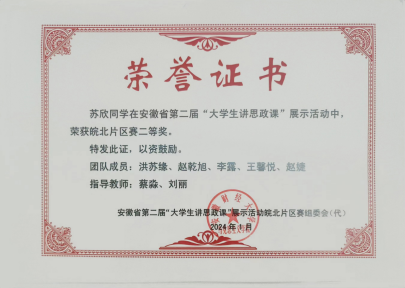 荣誉证书
苏欣同学在安徽省第二届“大学生讲思政课”展示活动中，
荣获皖北片区赛二等奖。
特发此证，以资鼓励。
团队成员：洪苏缘、赵乾旭、李露、王馨悦、赵婕
指导教师：蔡淼、刘丽
安徽省第二届“大学生讲思政课”展示活动皖北片区赛组委会（代）
2024年1月